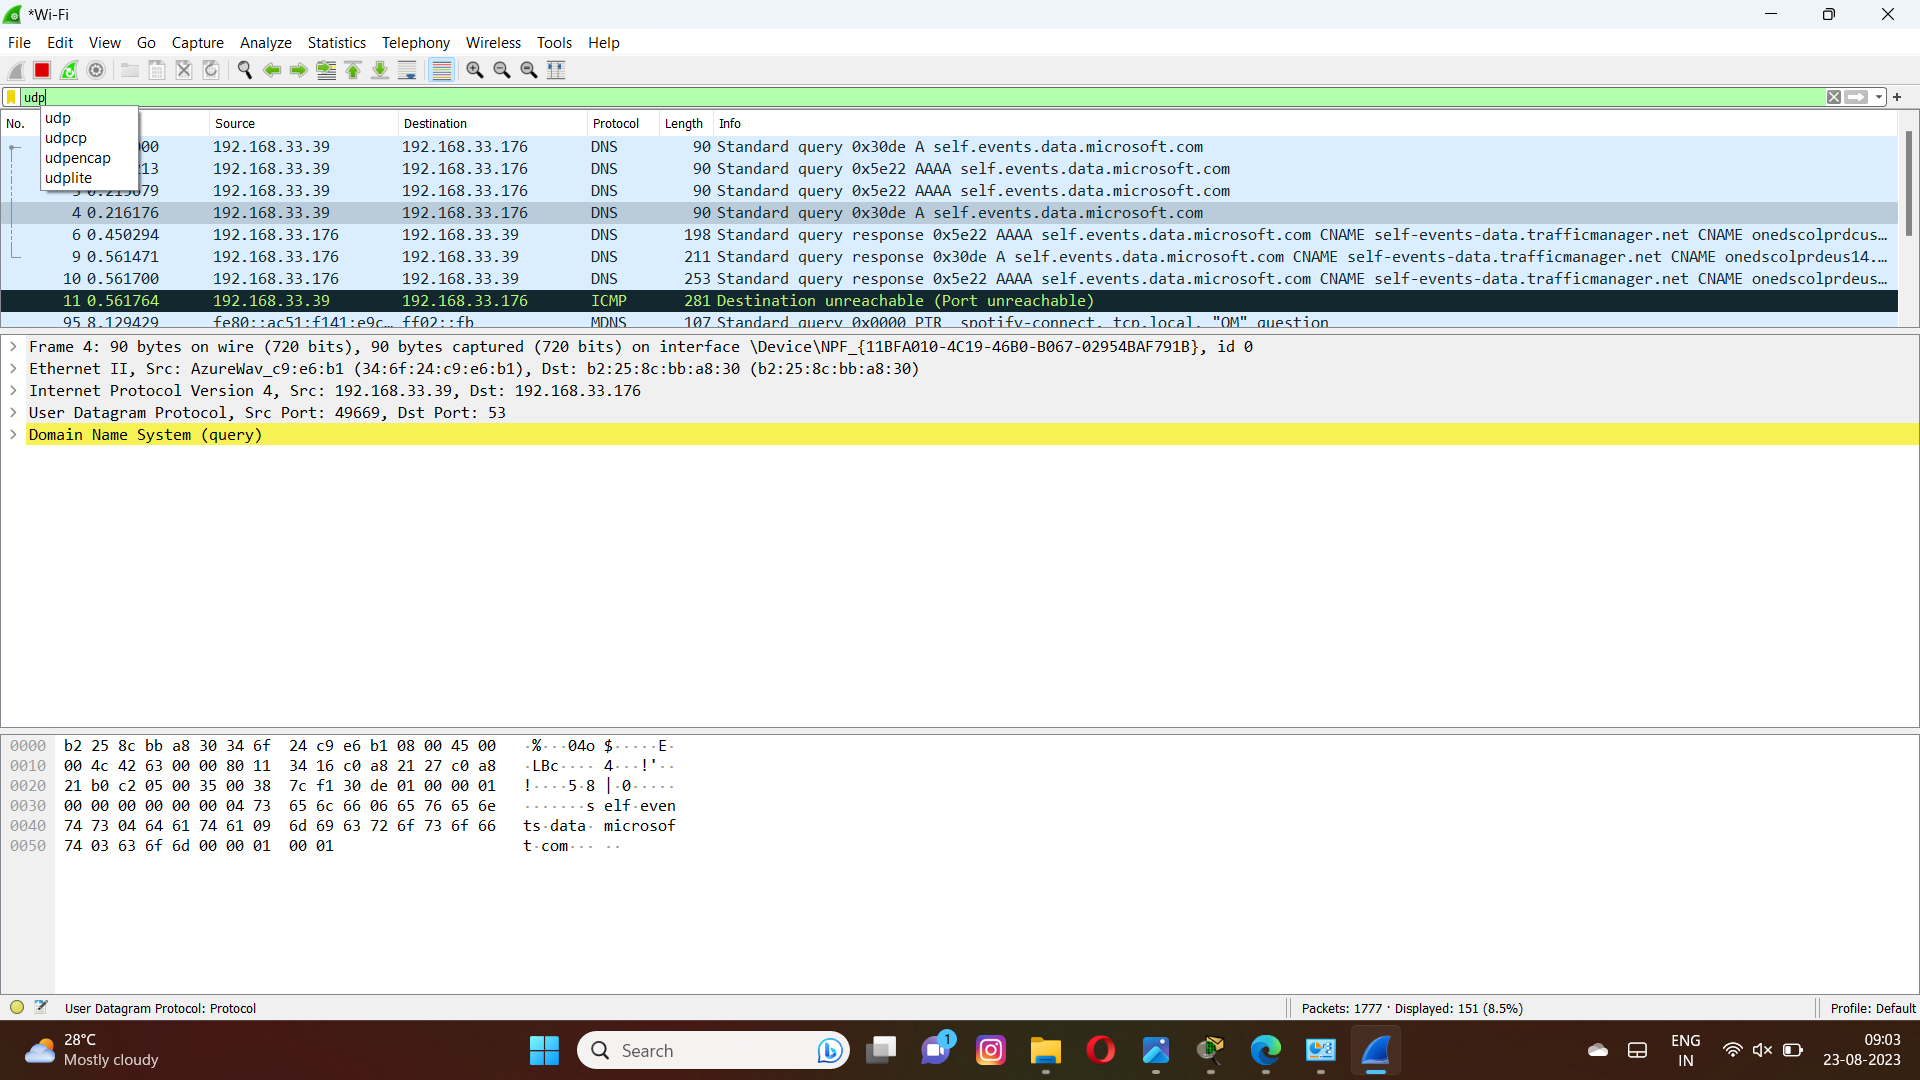 *Wi-Fi
File Edit View Go Capture Analyze Statistics Telephony Wireless Tools Help
udp
udp
udpcp
udpencap
udplite
No. Source Destination Protocol Length Info
00 192.168.33.39 192.168.33.176 DNS 90 Standard query 0x30de A self.events.data.microsoft.com
13 192.168.33.39 192.168.33.176 DNS 90 Standard query 0x5e22 AAAA self.events.data.microsoft.com
3 0.215679 192.168.33.39 192.168.33.176 DNS 90 Standard query 0x5e22 AAAA self.events.data.microsoft.com
4 0.216176 192.168.33.39 192.168.33.176 DNS 90 Standard query 0x30de A self.events.data.microsoft.com
6 0.450294 192.168.33.176 192.168.33.39 DNS 198 Standard query response 0x5e22 AAAA self.events.data.microsoft.com CNAME self-events-data.trafficmanager.net CNAME onedscolprdcus…
9 0.561471 192.168.33.176 192.168.33.39 DNS 211 Standard query response 0x30de A self.events.data.microsoft.com CNAME self-events-data.trafficmanager.net CNAME onedscolprdeus14.…
10 0.561700 192.168.33.176 192.168.33.39 DNS 253 Standard query response 0x5e22 AAAA self.events.data.microsoft.com CNAME self-events-data.trafficmanager.net CNAME onedscolprdeus…
11 0.561764 192.168.33.39 192.168.33.176 ICMP 281 Destination unreachable (Port unreachable)
95 8.129429 fe80::ac51:f141:e9c… ff02::fb MDNS 107 Standard query 0x0000 PTR _spotify-connect._tcp.local, "QM" question
Frame 4: 90 bytes on wire (720 bits), 90 bytes captured (720 bits) on interface \Device\NPF_{11BFA010-4C19-46B0-B067-02954BAF791B}, id 0
Ethernet II, Src: AzureWav_c9:e6:b1 (34:6f:24:c9:e6:b1), Dst: b2:25:8c:bb:a8:30 (b2:25:8c:bb:a8:30)
Internet Protocol Version 4, Src: 192.168.33.39, Dst: 192.168.33.176
User Datagram Protocol, Src Port: 49669, Dst Port: 53
Domain Name System (query)
0000 b2 25 8c bb a8 30 34 6f 24 c9 e6 b1 08 00 45 00 ·%···04o $·····E·
0010 00 4c 42 63 00 00 80 11 34 16 c0 a8 21 27 c0 a8 ·LBc···· 4···!'··
0020 21 b0 c2 05 00 35 00 38 7c f1 30 de 01 00 00 01 !····5·8 |·0·····
0030 00 00 00 00 00 00 04 73 65 6c 66 06 65 76 65 6e ·······s elf·even
0040 74 73 04 64 61 74 61 09 6d 69 63 72 6f 73 6f 66 ts·data· microsof
0050 74 03 63 6f 6d 00 00 01 00 01 t·com··· ··
User Datagram Protocol: Protocol Packets: 1777 · Displayed: 151 (8.5%) Profile: Default
28°C
Mostly cloudy
Search
1
ENG
IN
09:03
23-08-2023